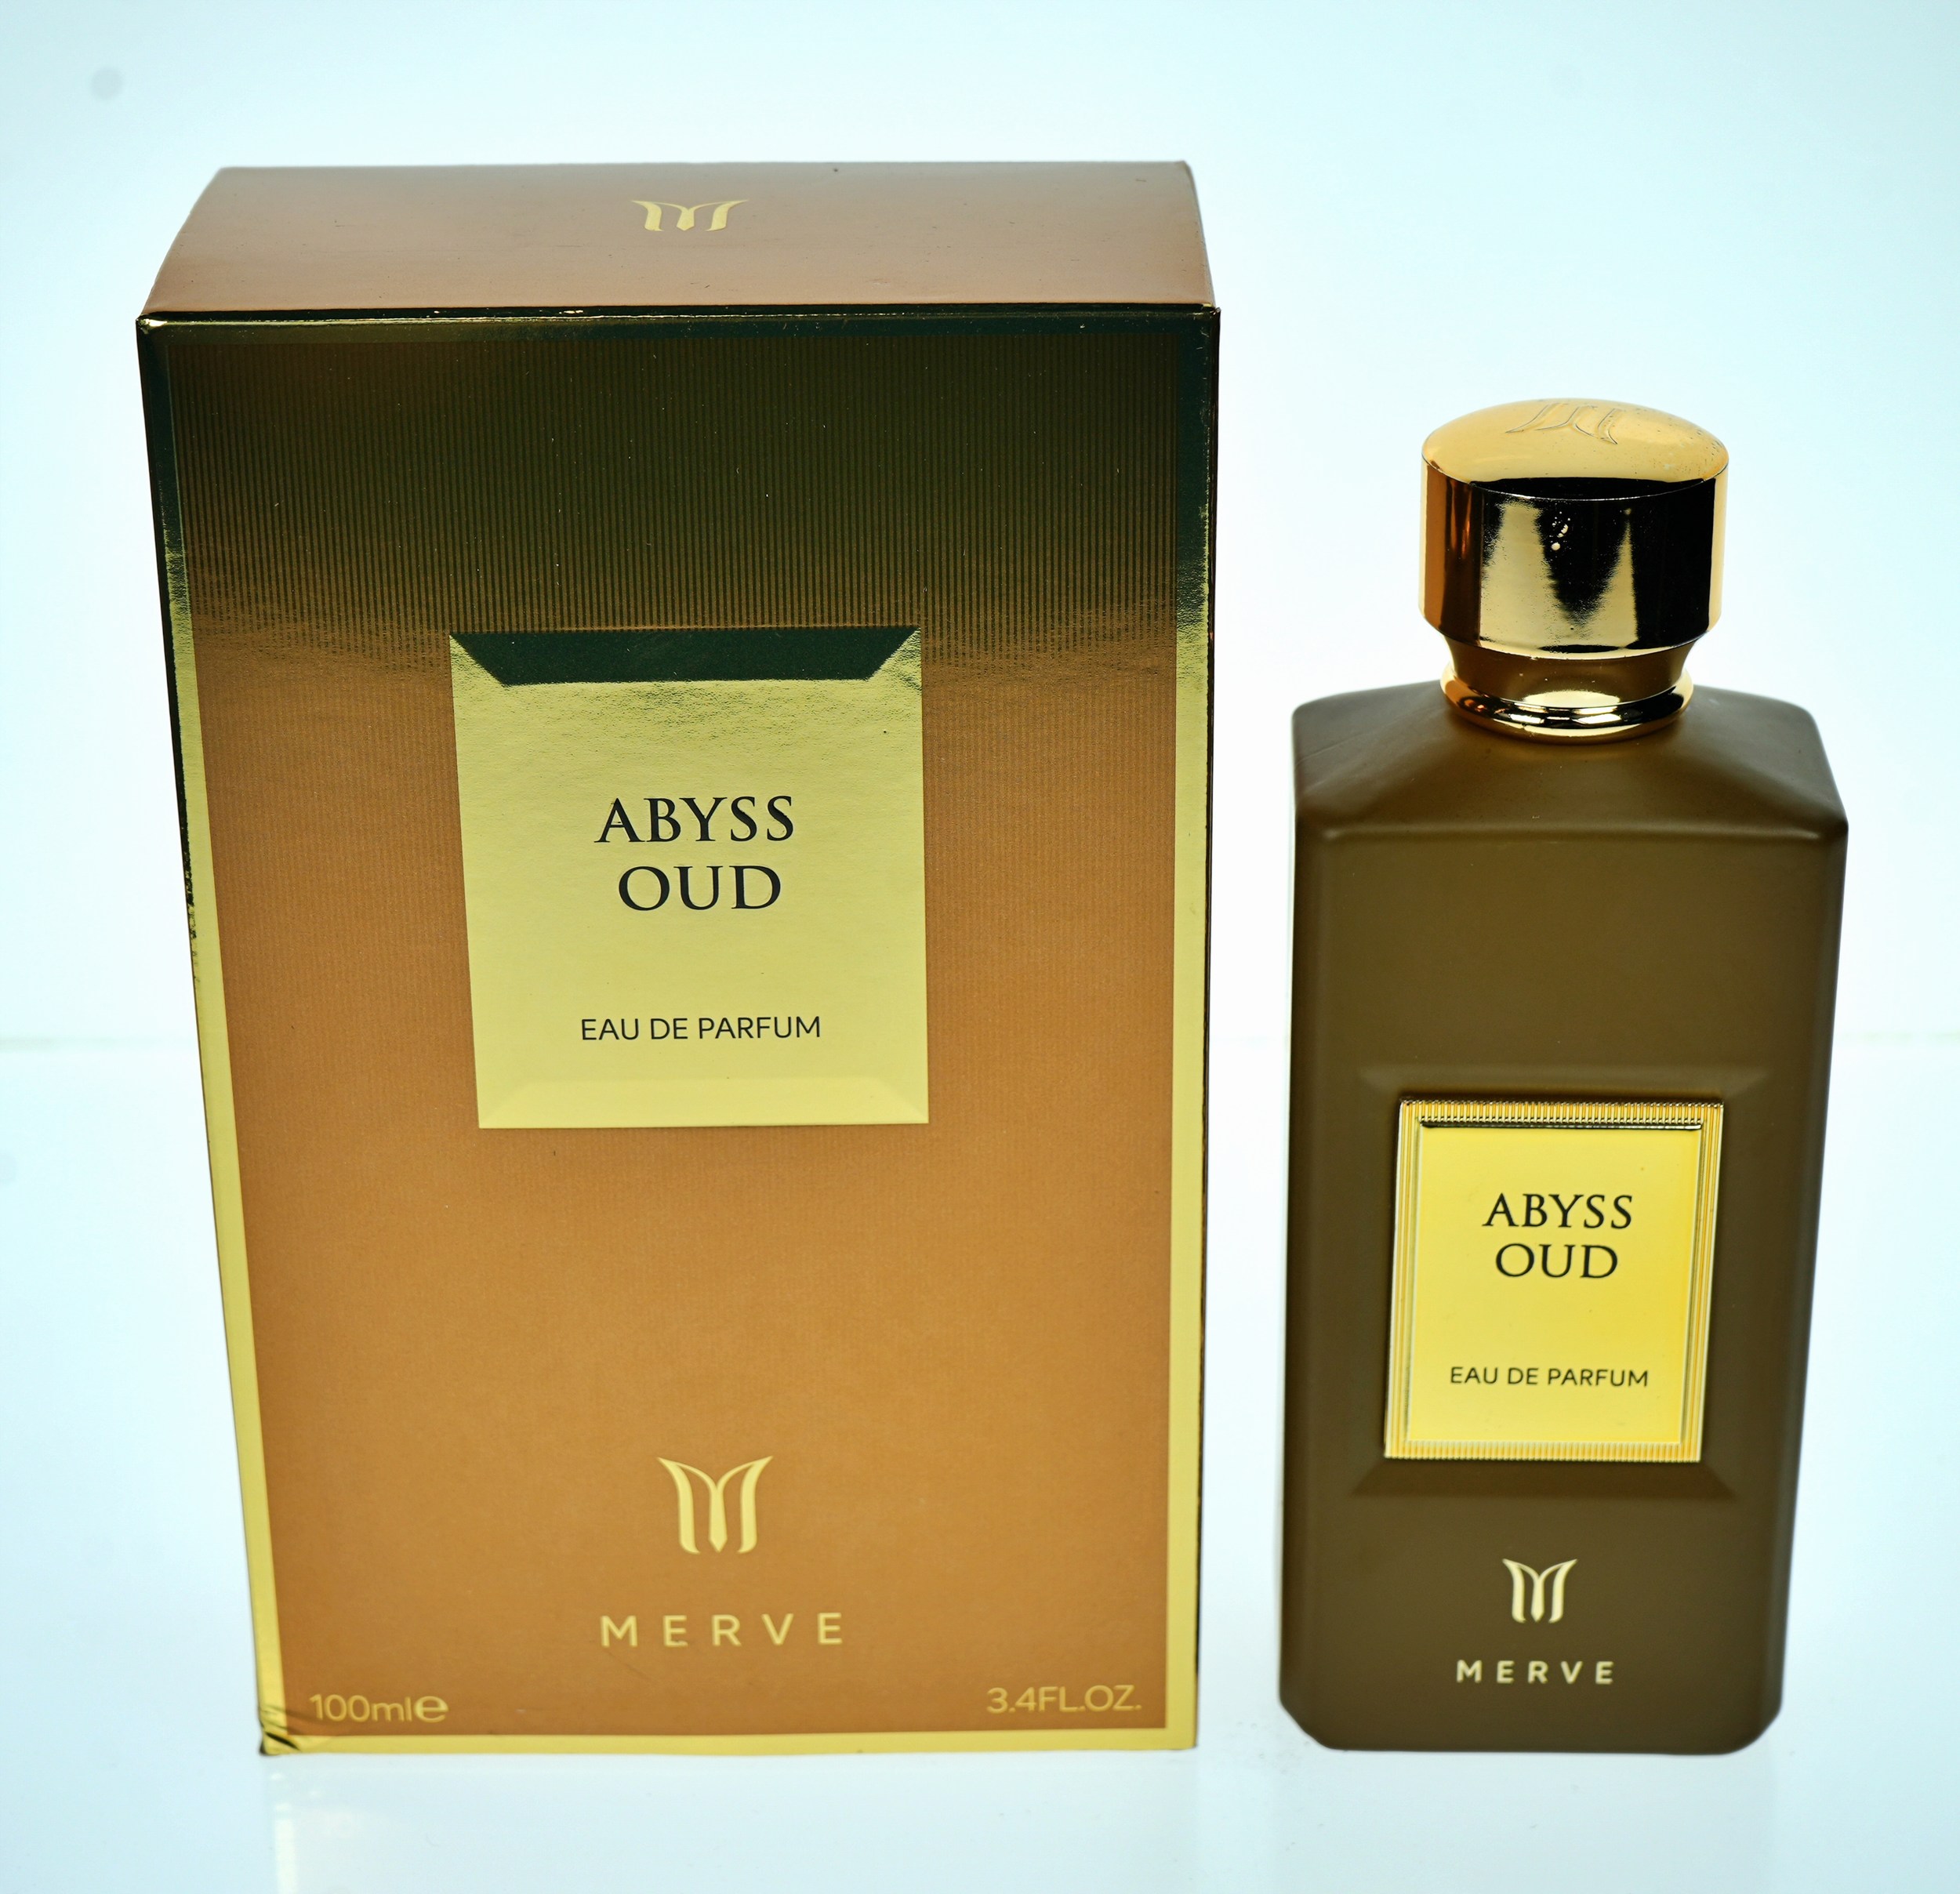 ABYSS
OUD
EAU DE PARFUM
MERVE
100ml℮
3.4FL.OZ.
ABYSS
OUD
EAU DE PARFUM
MERVE